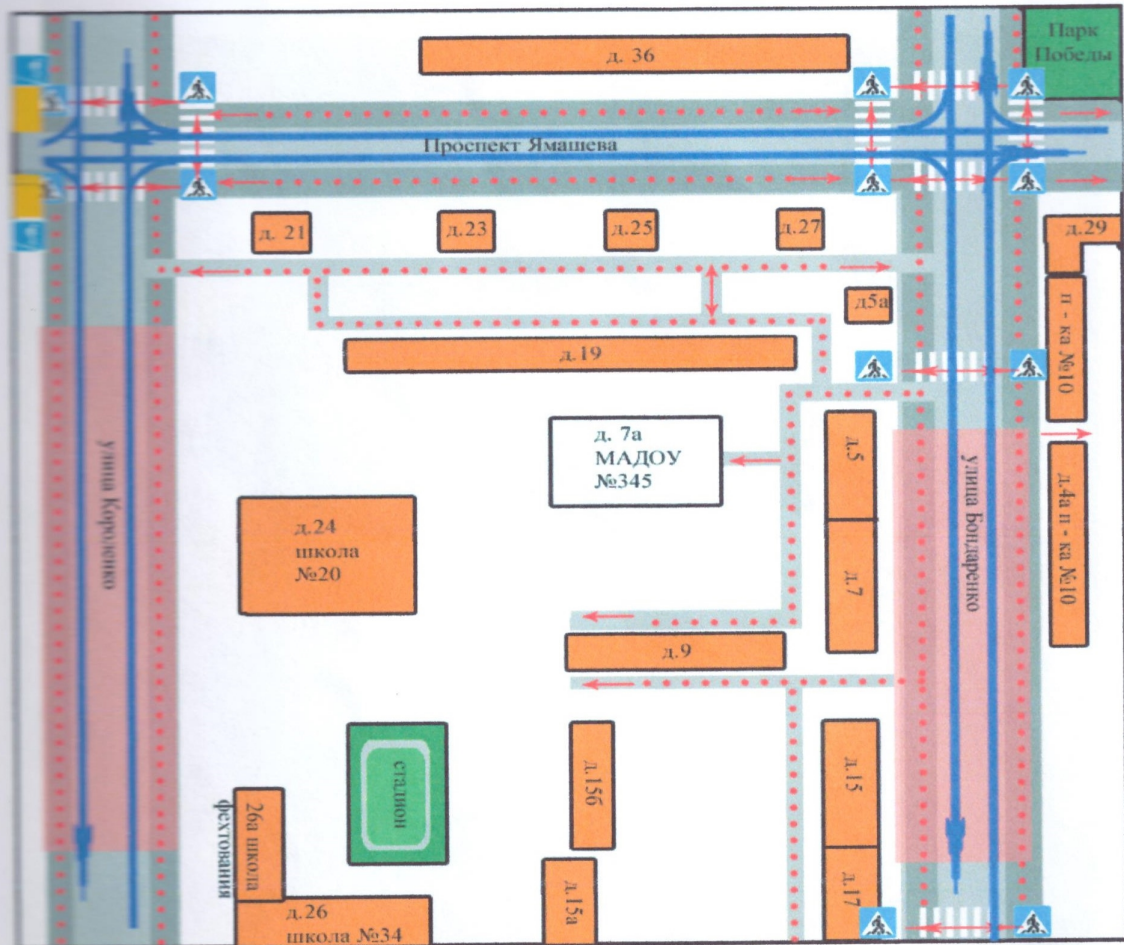 Парк
Победы
д. 36
Проспект Ямашева
д. 21
д.23
д.25
д.27
д.29
д5а
д.19
п - ка №10
д. 7а
МАДОУ
№345
д.5
улица Короленко
улица Бондаренко
д.4а п - ка №10
д.24
школа
№20
д.7
д.9
стадион
д.15б
д.15
26а школа
фехтования
д.15а
д.17
д.26
школа №34